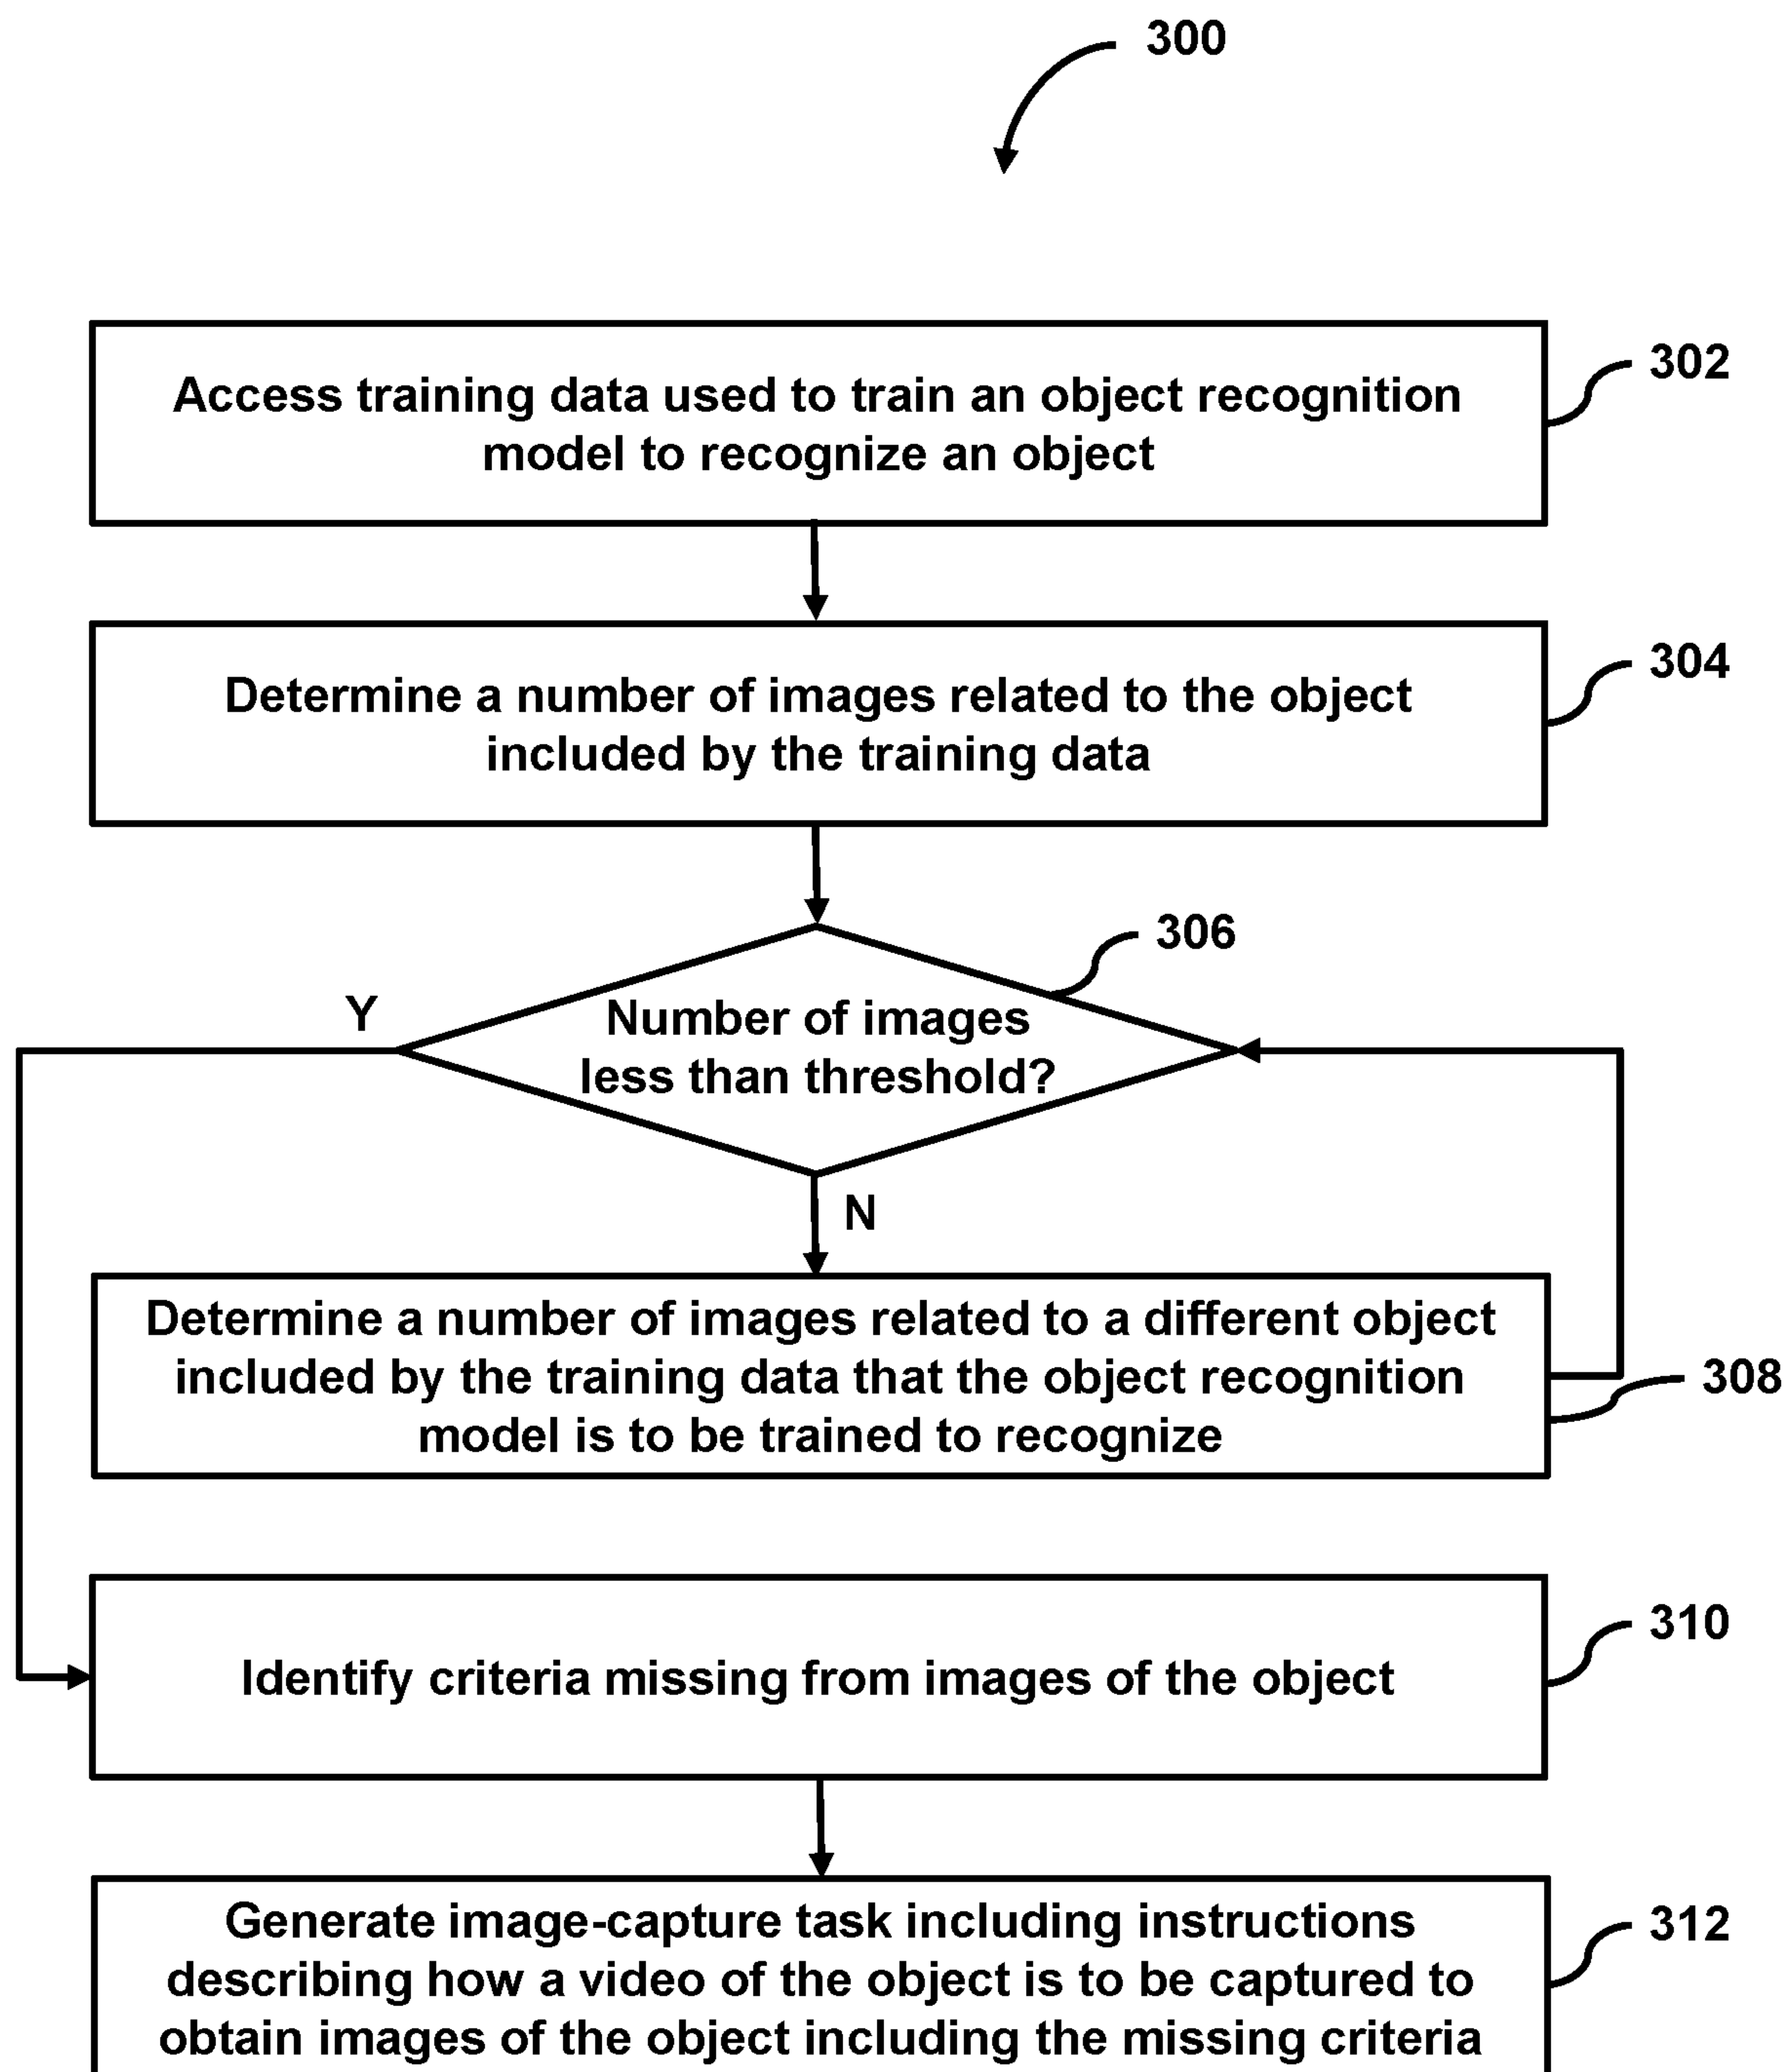 300
Access training data used to train an object recognition
model to recognize an object
302
Determine a number of images related to the object
included by the training data
304
306
Number of images
less than threshold?
Y
N
Determine a number of images related to a different object
included by the training data that the object recognition
model is to be trained to recognize
308
Identify criteria missing from images of the object
310
Generate image-capture task including instructions
describing how a video of the object is to be captured to
obtain images of the object including the missing criteria
312